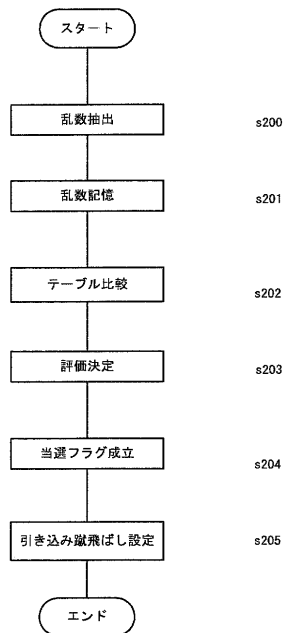 スタート
乱数抽出 s200
乱数記憶 s201
テーブル比較 s202
評価決定 s203
当選フラグ成立 s204
引き込み蹴飛ばし設定 s205
エンド